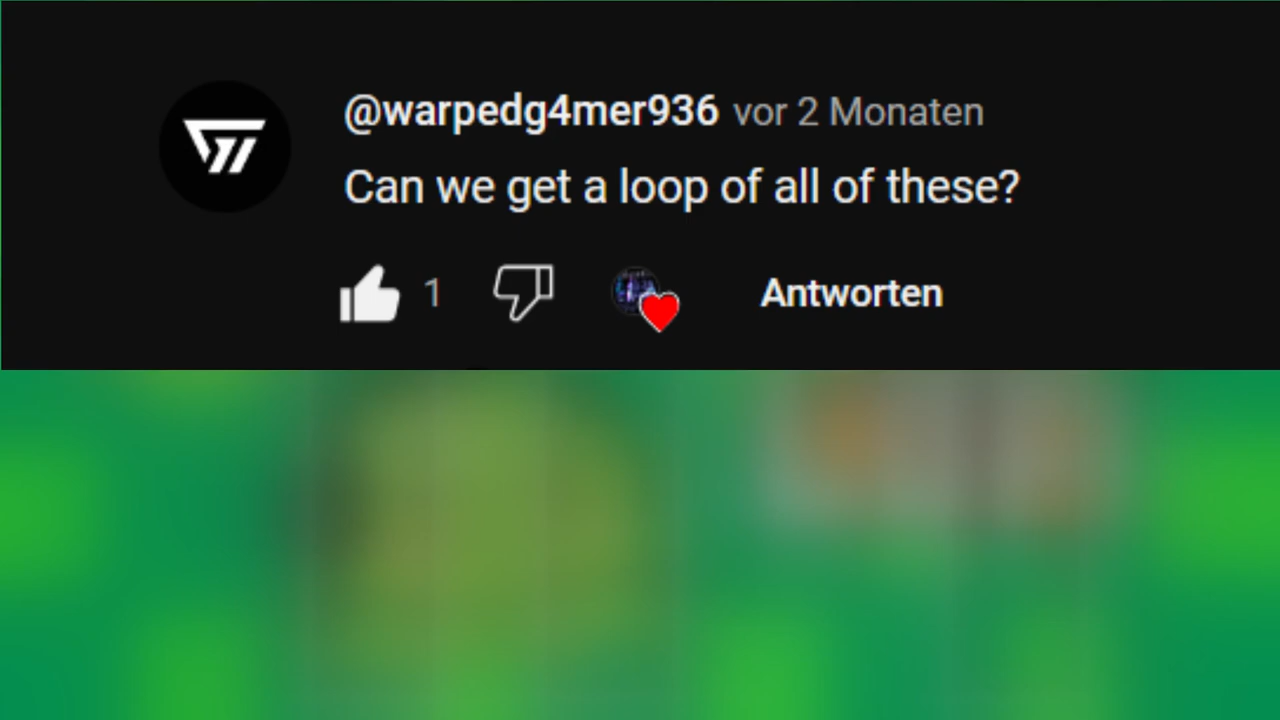 @warpedg4mer936 vor 2 Monaten
Can we get a loop of all of these?
1 Antworten